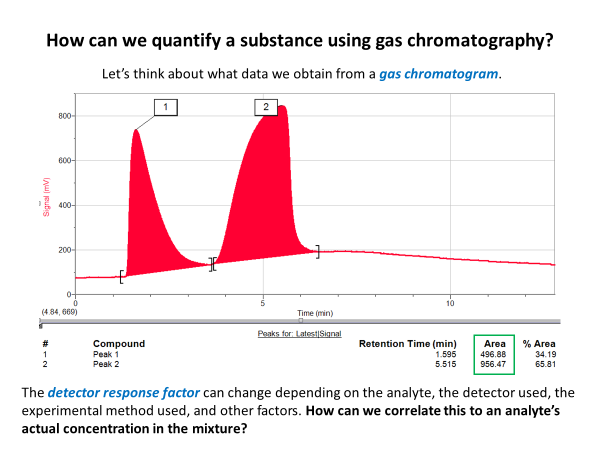 How can we quantify a substance using gas chromatography?
Let's think about what data we obtain from a gas chromatogram.
1
2
800
600
400
200
0
Signal (mV)
0
5
10
(4.84, 669)
Time (min)
Peaks for: Latest|Signal
# Compound Retention Time (min) Area % Area
1 Peak 1 1.595 496.88 34.19
2 Peak 2 5.515 956.47 65.81
The detector response factor can change depending on the analyte, the detector used, the
experimental method used, and other factors. How can we correlate this to an analyte's
actual concentration in the mixture?